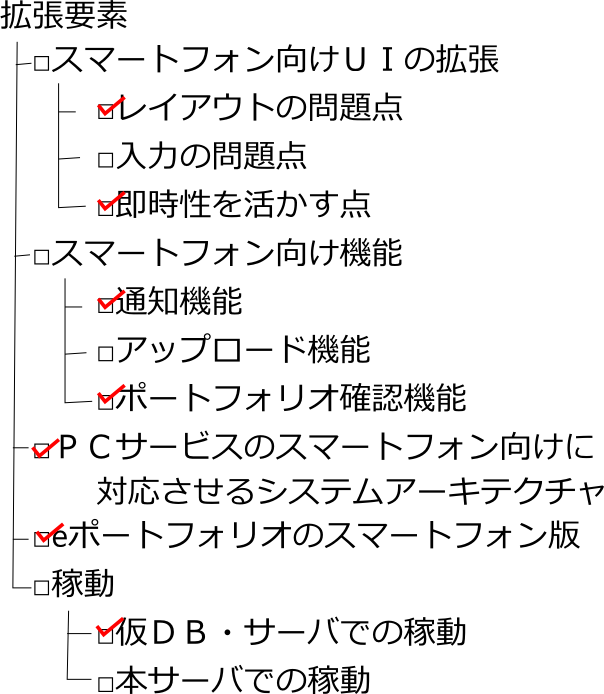 拡張要素
□スマートフォン向けＵＩの拡張
□レイアウトの問題点
□入力の問題点
□即時性を活かす点
□スマートフォン向け機能
□通知機能
□アップロード機能
□ポートフォリオ確認機能
□ＰＣサービスのスマートフォン向けに
対応させるシステムアーキテクチャ
□eポートフォリオのスマートフォン版
□稼動
□仮ＤＢ・サーバでの稼動
□本サーバでの稼動